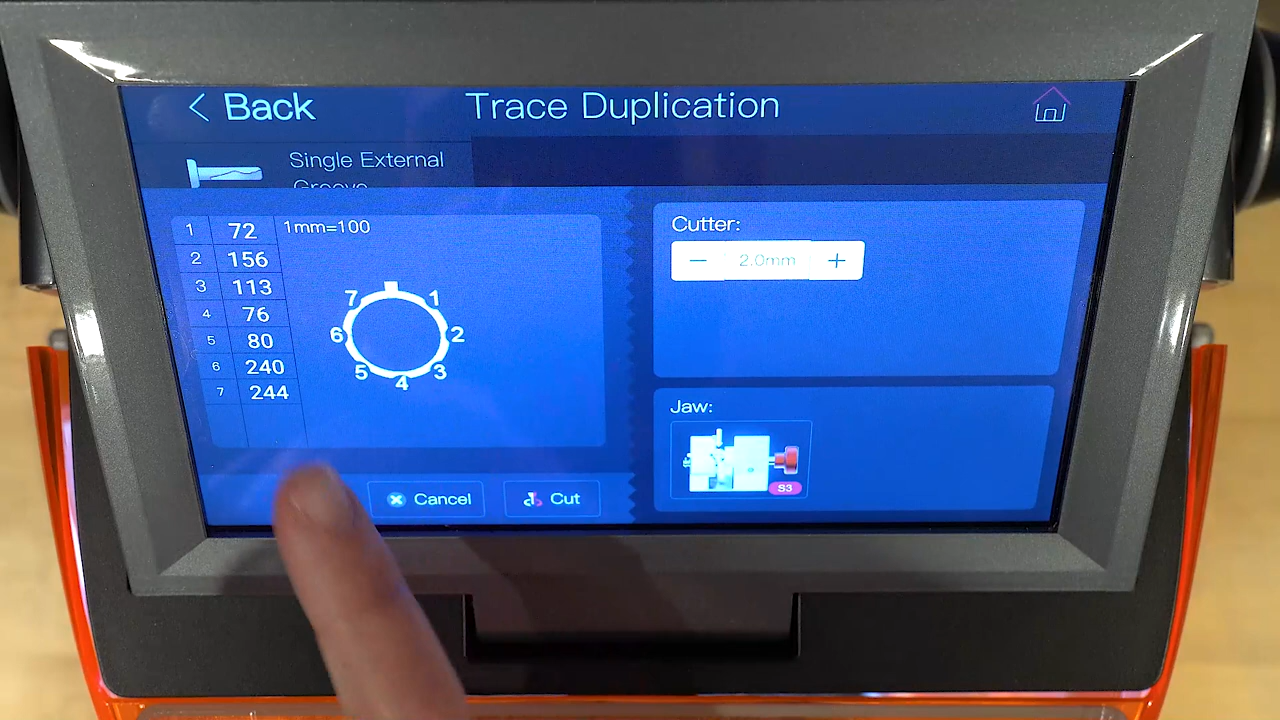 Back
Trace Duplication
Single External
Groove
1 72
2 156
3 113
4 76
5 80
6 240
7 244
1mm=100
7 1
6 2
5 3
4
Cancel
Cut
Cutter:
− 2.0mm +
Jaw:
S3